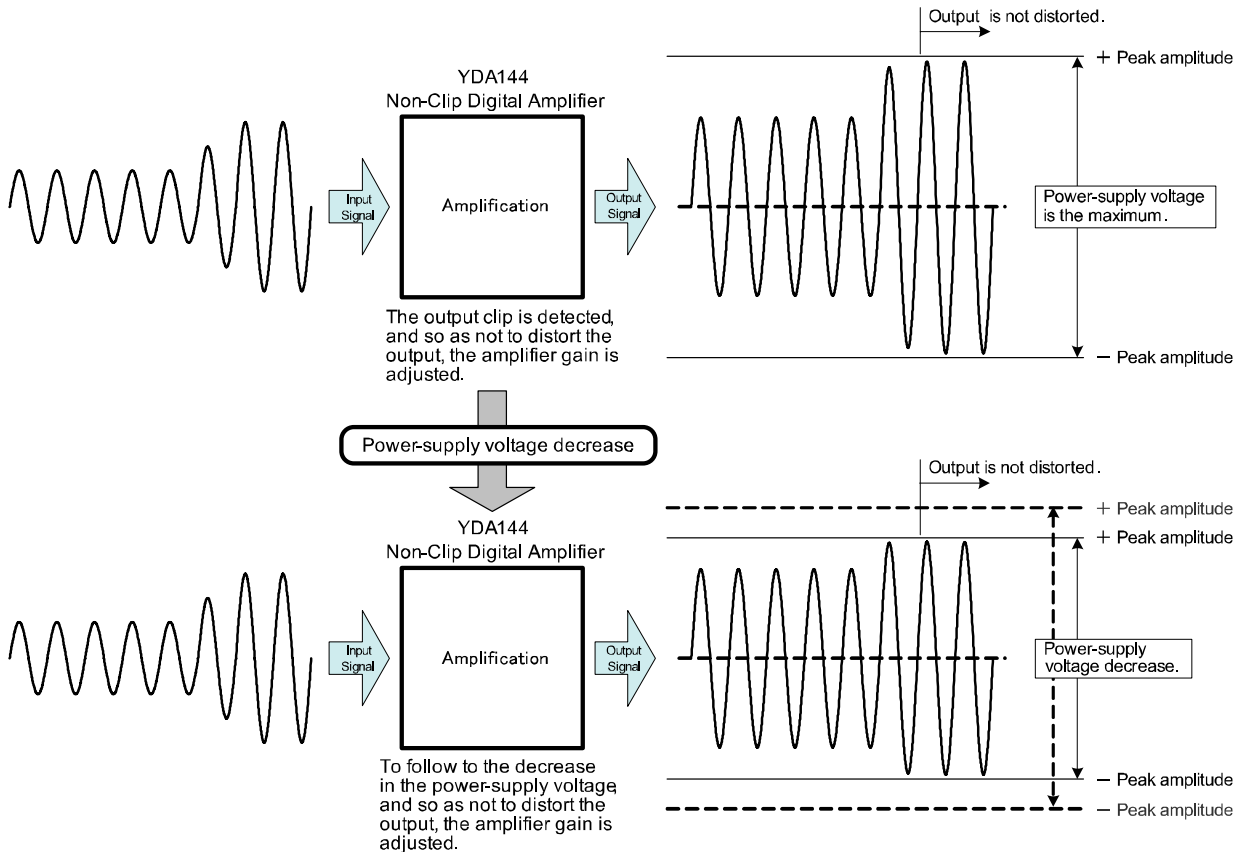 Output is not distorted.
+ Peak amplitude
YDA144
Non-Clip Digital Amplifier
Input
Signal
Amplification
Output
Signal
Power-supply voltage
is the maximum.
The output clip is detected,
and so as not to distort the
output, the amplifier gain is
adjusted.
− Peak amplitude
Power-supply voltage decrease
Output is not distorted.
+ Peak amplitude
YDA144
Non-Clip Digital Amplifier
+ Peak amplitude
Input
Signal
Amplification
Output
Signal
Power-supply
voltage decrease.
To follow to the decrease
in the power-supply voltage,
and so as not to distort the
output, the amplifier gain is
adjusted.
− Peak amplitude
− Peak amplitude